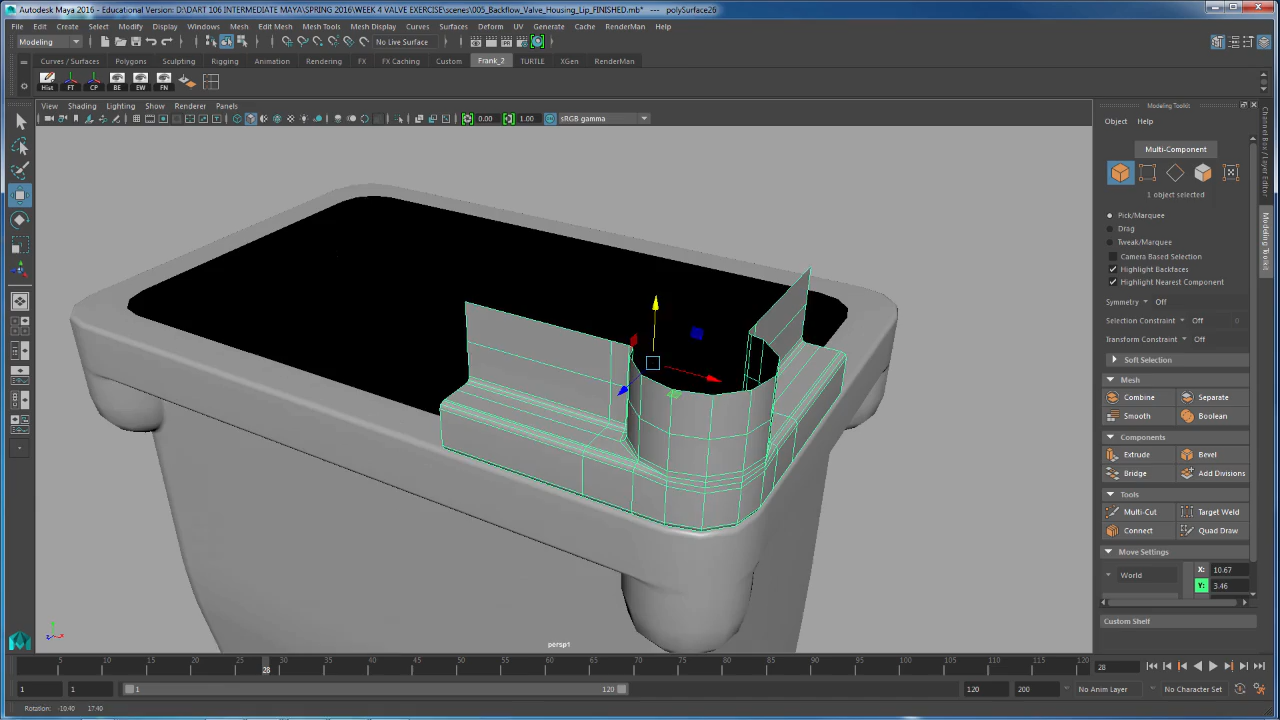 Autodesk Maya 2016 - Educational Version: D:\DART 106 INTERMEDIATE MAYA\SPRING 2016\WEEK 4 VALVE EXERCISE\scenes\005_Backflow_Valve_Housing_Lip_FINISHED.mb* --- polySurface26
File Edit Create Select Modify Display Windows Mesh Edit Mesh Mesh Tools Mesh Display Curves Surfaces Deform UV Generate Cache Help RenderMan
Modeling No Live Surface
Curves / Surfaces Polygons Sculpting Rigging Animation Rendering FX FX Caching Custom Frank_2 TURTLE XGen RenderMan
Hist FT CP BE EW FN
View Shading Lighting Show Renderer Panels
0.00 1.00 sRGB gamma
persp1
Modeling Toolkit
Object Help
Multi-Component
1 object selected
Pick/Marquee
Drag
Tweak/Marquee
Camera Based Selection
Highlight Backfaces
Highlight Nearest Component
Symmetry Off
Selection Constraint Off 0
Transform Constraint Off
Soft Selection
Mesh
Combine Separate
Smooth Boolean
Components
Extrude Bevel
Bridge Add Divisions
Tools
Multi-Cut Target Weld
Connect Quad Draw
Move Settings
World X: 10.67
Y: 3.46
Custom Shelf
Channel Box / Layer Editor
Modeling Toolkit
5 10 15 20 25 28 30 35 40 45 50 55 60 65 70 75 80 85 90 95 100 105 110 115 120 28
1 1 1 120 120 200 No Anim Layer No Character Set
Rotation: -10.40 17.40